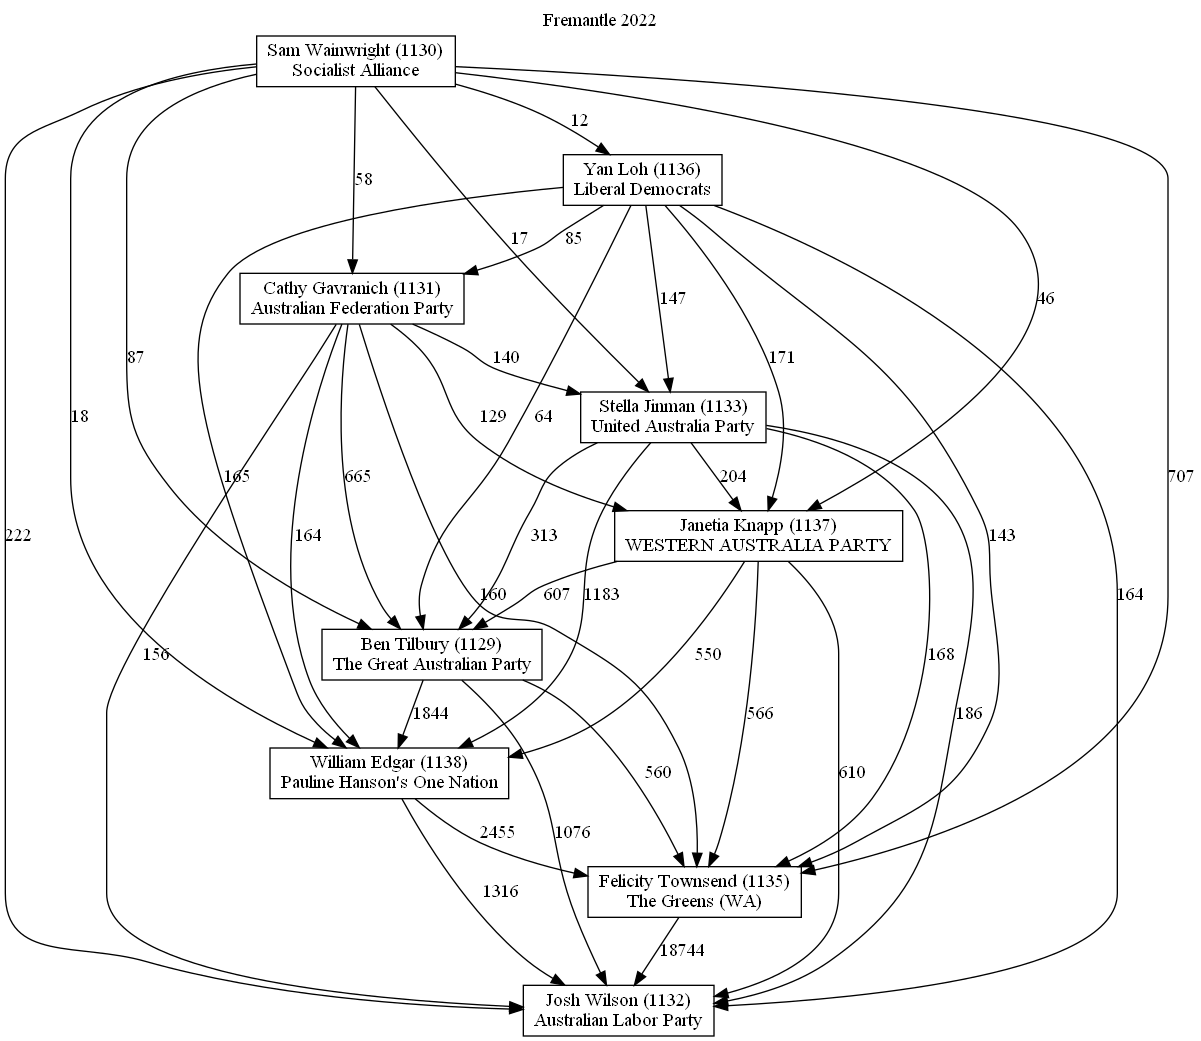 Fremantle 2022
Sam Wainwright (1130)
Socialist Alliance
12
Yan Loh (1136)
Liberal Democrats
58
17
85
Cathy Gavranich (1131)
Australian Federation Party
147
46
87
140
171
18
129
64
Stella Jinman (1133)
United Australia Party
165
665
204
707
Janetia Knapp (1137)
WESTERN AUSTRALIA PARTY
222
164
313
143
160
607
1183
164
Ben Tilbury (1129)
The Great Australian Party
156
550
168
1844
566
186
William Edgar (1138)
Pauline Hanson's One Nation
560
610
2455
1076
Felicity Townsend (1135)
The Greens (WA)
1316
18744
Josh Wilson (1132)
Australian Labor Party